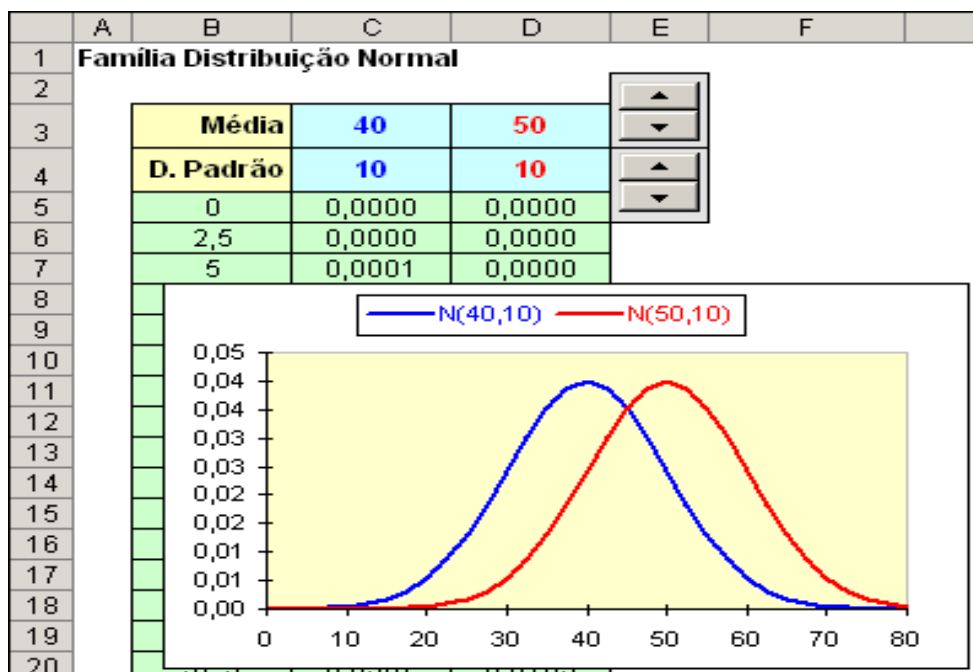 A B C D E F
1 Família Distribuição Normal
2
3 Média 40 50
4 D. Padrão 10 10
5 0 0,0000 0,0000
6 2,5 0,0000 0,0000
7 5 0,0001 0,0000
8
9
10
11
12
13
14
15
16
17
18
19
20
N(40,10) N(50,10)
0,05
0,04
0,04
0,03
0,03
0,02
0,02
0,01
0,01
0,00
0 10 20 30 40 50 60 70 80